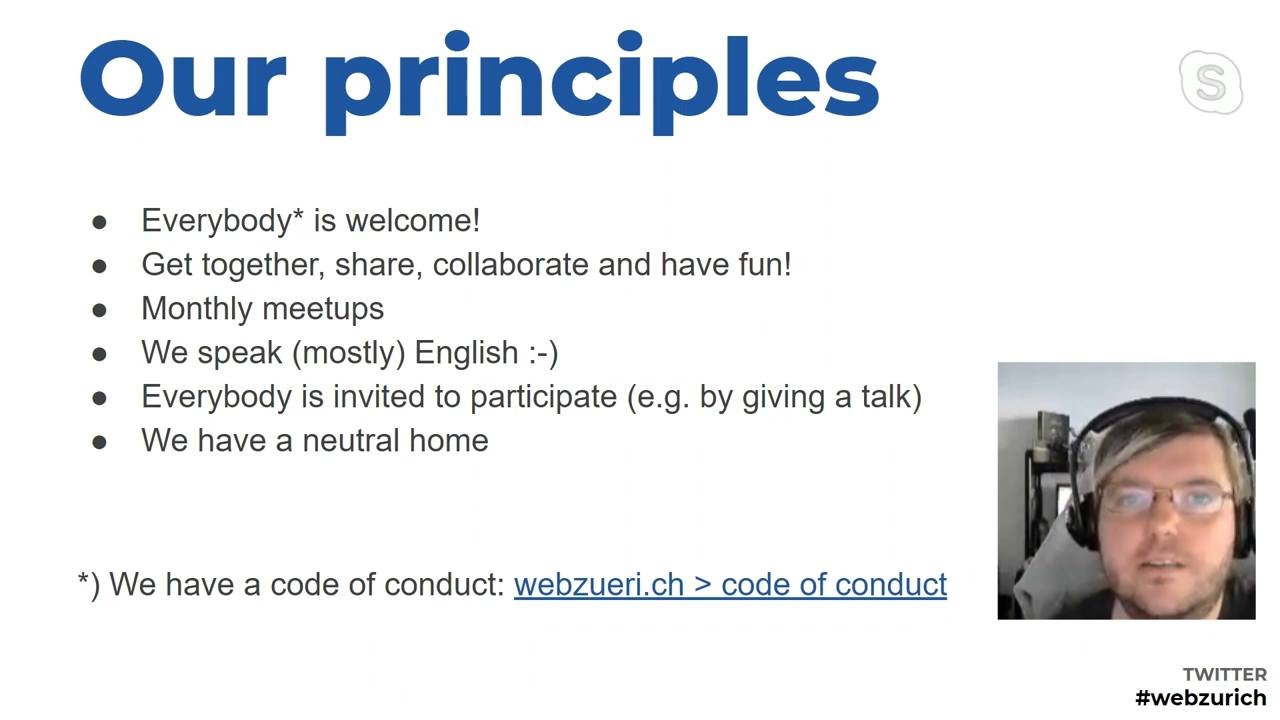 Our principles
S
● Everybody* is welcome!
● Get together, share, collaborate and have fun!
● Monthly meetups
● We speak (mostly) English :-)
● Everybody is invited to participate (e.g. by giving a talk)
● We have a neutral home
*) We have a code of conduct: webzueri.ch > code of conduct
TWITTER
#webzurich